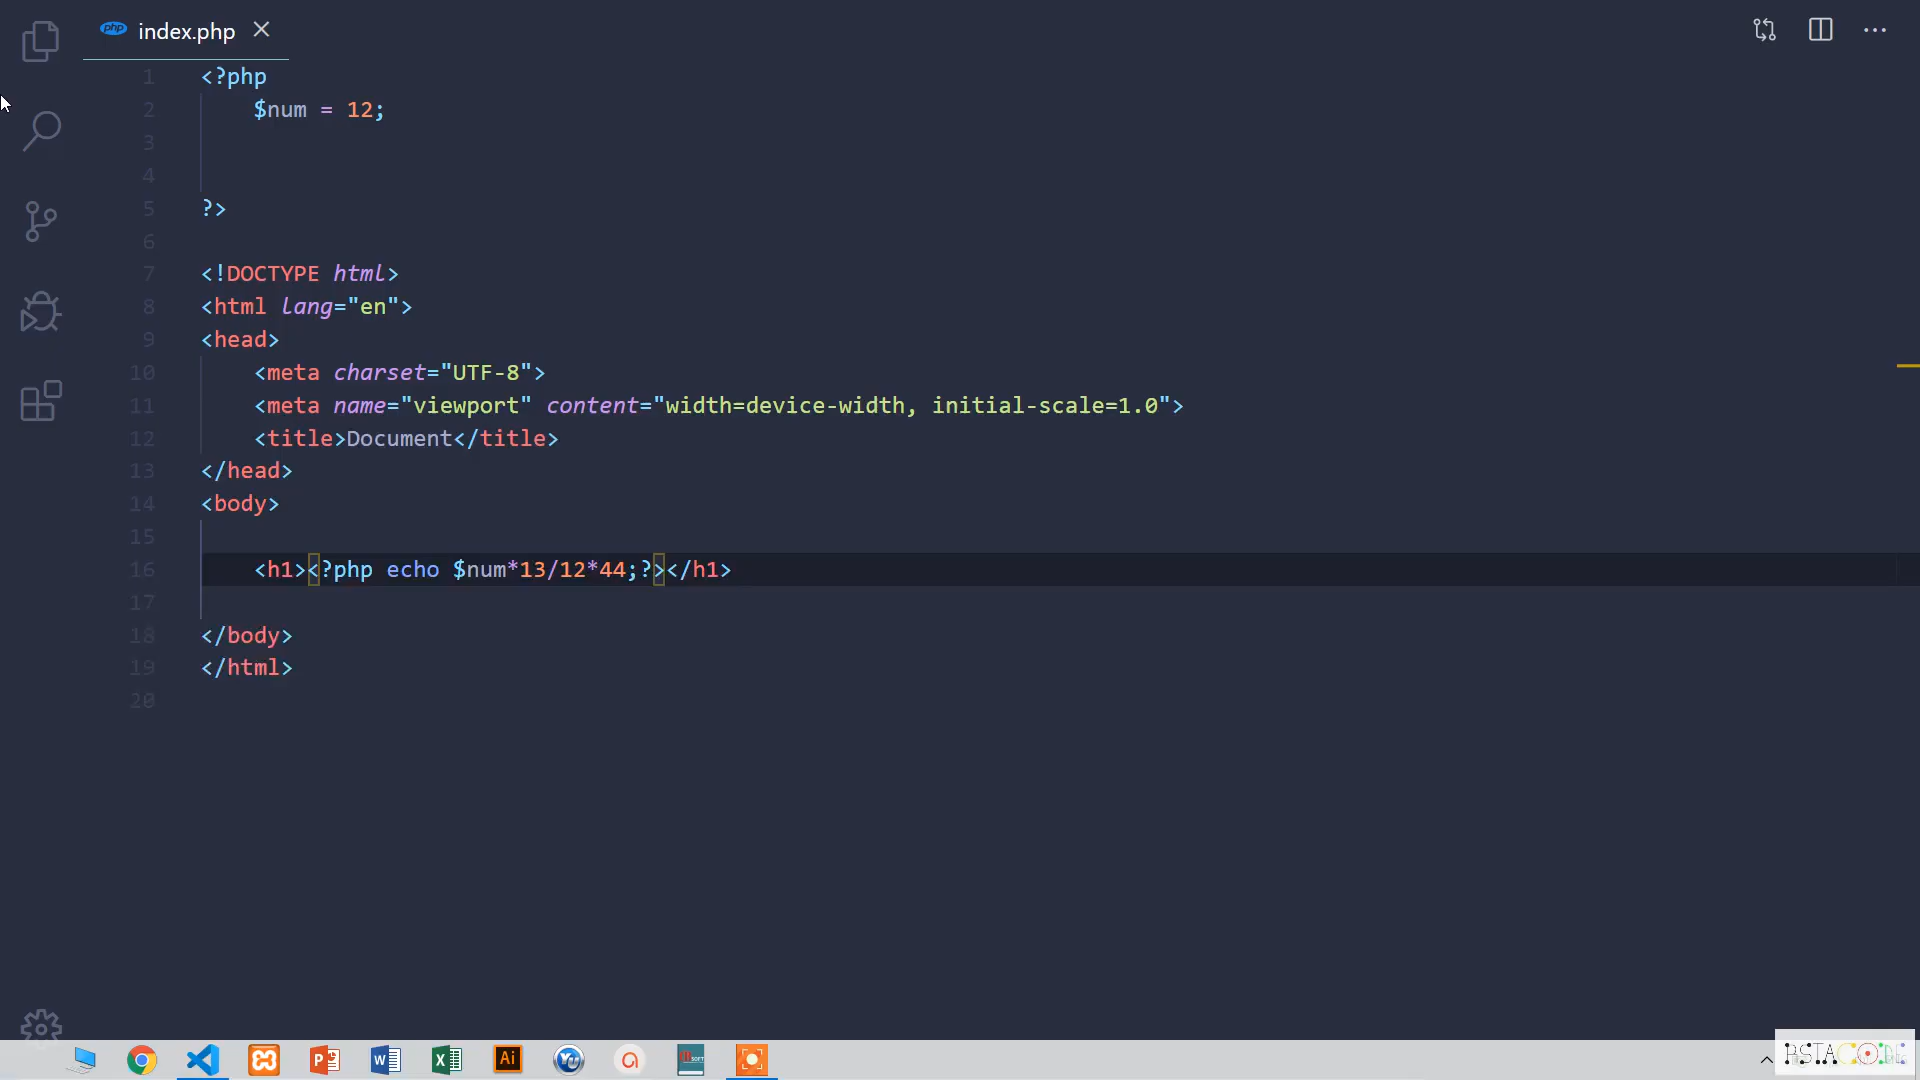 index.php
1 <?php
2 $num = 12;
3
4
5 ?>
6
7 <!DOCTYPE html>
8 <html lang="en">
9 <head>
10 <meta charset="UTF-8">
11 <meta name="viewport" content="width=device-width, initial-scale=1.0">
12 <title>Document</title>
13 </head>
14 <body>
15
16 <h1><?php echo $num*13/12*44;?></h1>
17
18 </body>
19 </html>
20